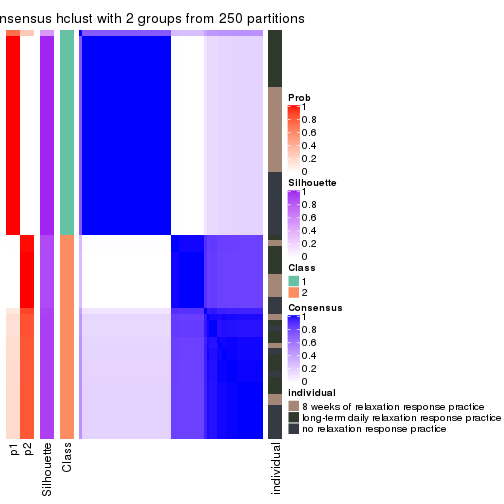 nsensus hclust with 2 groups from 250 partitions
Prob
1
0.8
0.6
0.4
0.2
0
Silhouette
1
0.8
0.6
0.4
0.2
0
Class
1
2
Consensus
1
0.8
0.6
0.4
0.2
0
individual
8 weeks of relaxation response practice
long-term daily relaxation response practice
no relaxation response practice
p1
p2
Silhouette
Class
individual